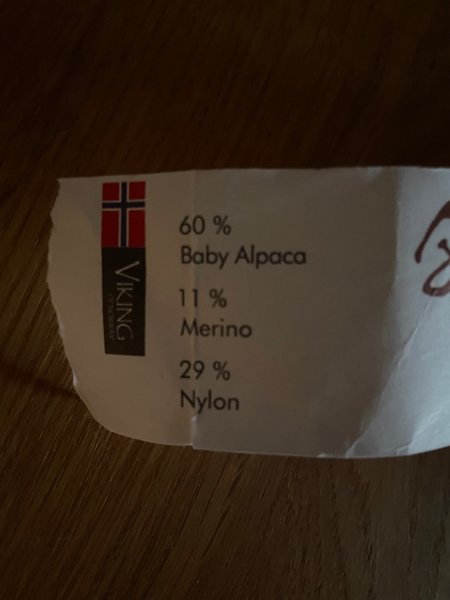 60 %
Baby Alpaca
11 %
Merino
29 %
Nylon
VIKING